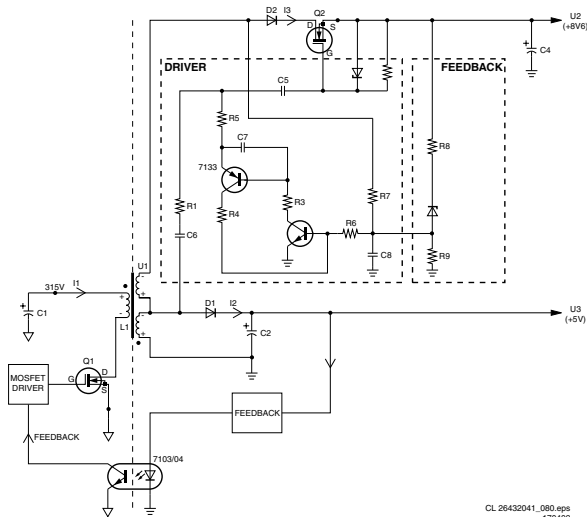 D2
I3
Q2
D
S
G
U2
(+8V6)
C4
DRIVER
FEEDBACK
C5
R5
C7
7133
R8
R1
R4
R3
R6
R7
C6
C8
R9
U1
315V
I1
+
-
L1
C1
D1
I2
C2
U3
(+5V)
Q1
D
G
S
MOSFET
DRIVER
FEEDBACK
FEEDBACK
7103/04
CL 26432041_080.eps